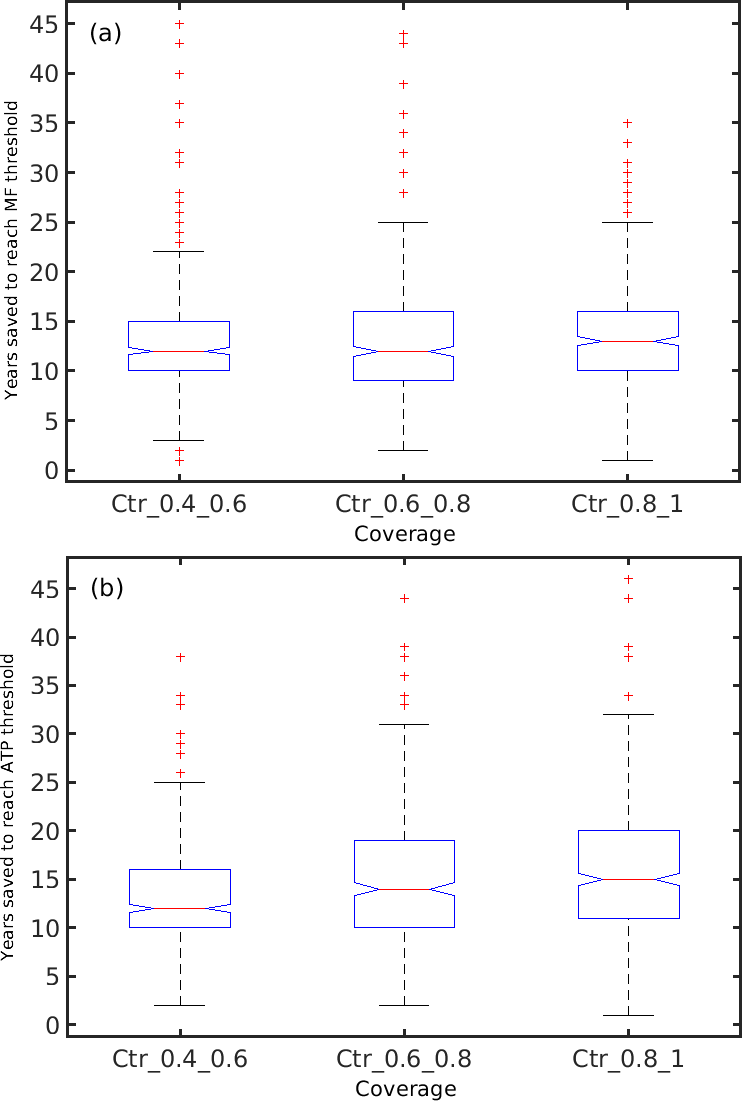 (a)
Years saved to reach MF threshold
45
40
35
30
25
20
15
10
5
0
Ctr_0.4_0.6 Ctr_0.6_0.8 Ctr_0.8_1
Coverage
(b)
Years saved to reach ATP threshold
45
40
35
30
25
20
15
10
5
0
Ctr_0.4_0.6 Ctr_0.6_0.8 Ctr_0.8_1
Coverage